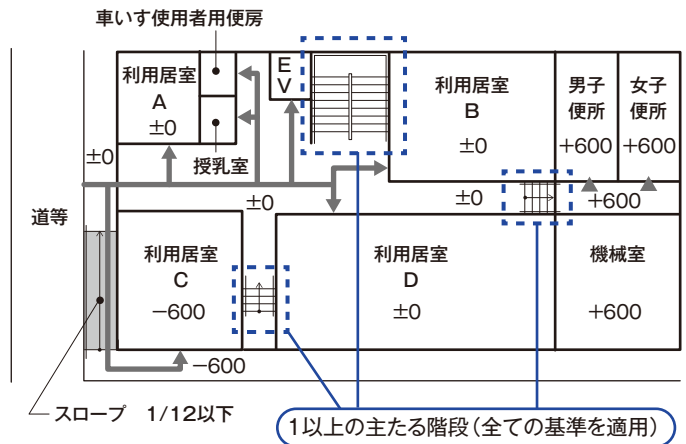 車いす使用者用便房
利用居室
A
±0
授乳室
E
V
利用居室
B
±0
男子
便所
+600
女子
便所
+600
±0
±0
±0
+600
道等
利用居室
C
−600
利用居室
D
±0
機械室
+600
−600
スロープ 1/12以下
1以上の主たる階段(全ての基準を適用)